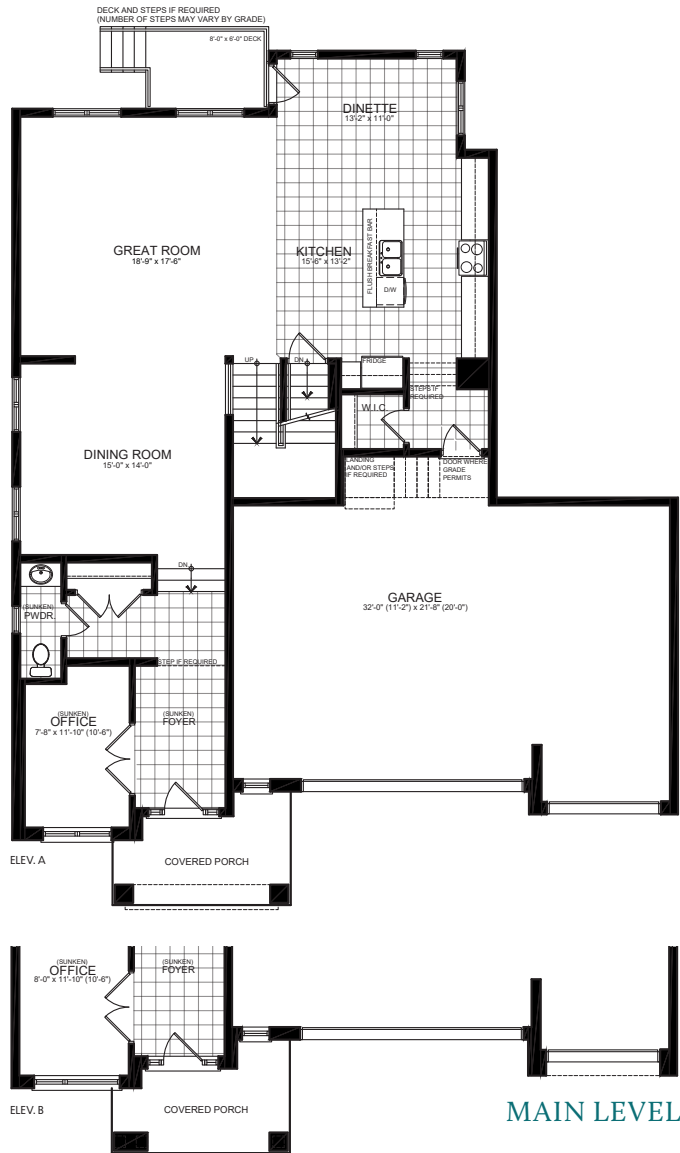 DECK AND STEPS IF REQUIRED
(NUMBER OF STEPS MAY VARY BY GRADE)
8'-0" x 6'-0" DECK
DINETTE
13'-2" x 11'-0"
GREAT ROOM
18'-9" x 17'-6"
KITCHEN
15'-6" x 13'-2"
FLUSH BREAKFAST BAR
D/W
UP
DN
FRIDGE
STEPS IF
REQUIRED
W.I.C.
DINING ROOM
15'-0" x 14'-0"
LANDING
AND/OR STEPS
IF REQUIRED
DOOR WHERE
GRADE
PERMITS
DN
GARAGE
32'-0" (11'-2") x 21'-8" (20'-0")
(SUNKEN)
PWDR.
STEP IF REQUIRED
(SUNKEN)
OFFICE
7'-8" x 11'-10" (10'-6")
(SUNKEN)
FOYER
ELEV. A
COVERED PORCH
(SUNKEN)
OFFICE
8'-0" x 11'-10" (10'-6")
(SUNKEN)
FOYER
ELEV. B
COVERED PORCH
MAIN LEVEL